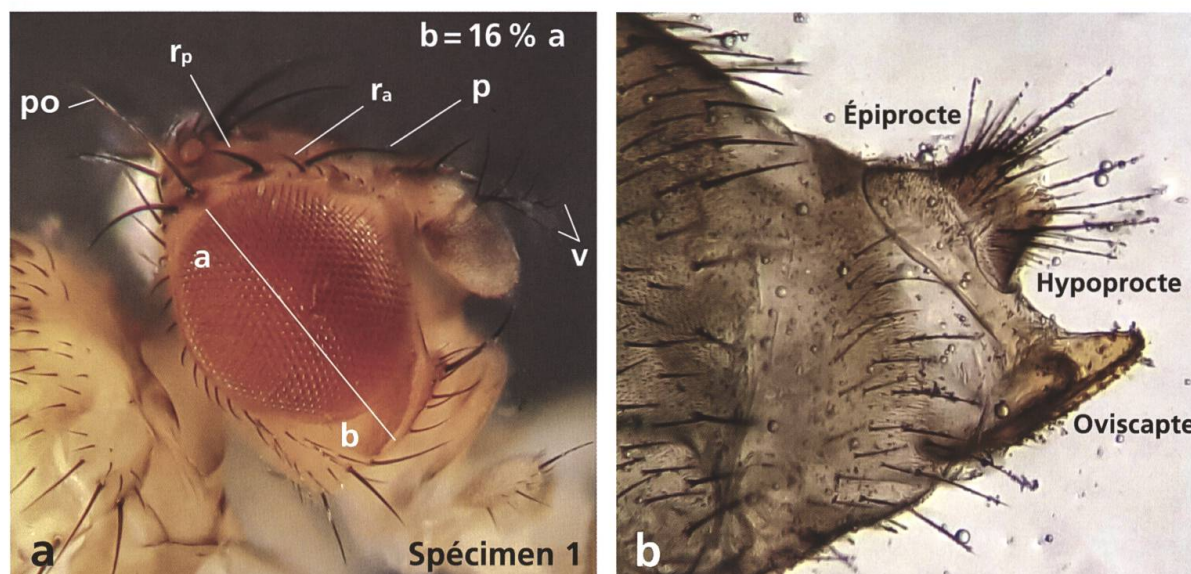 b = 16 % a
rp
ra
p
po
a
v
b
a
Spécimen 1
Épiprocte
Hypoprocte
Oviscapte
b